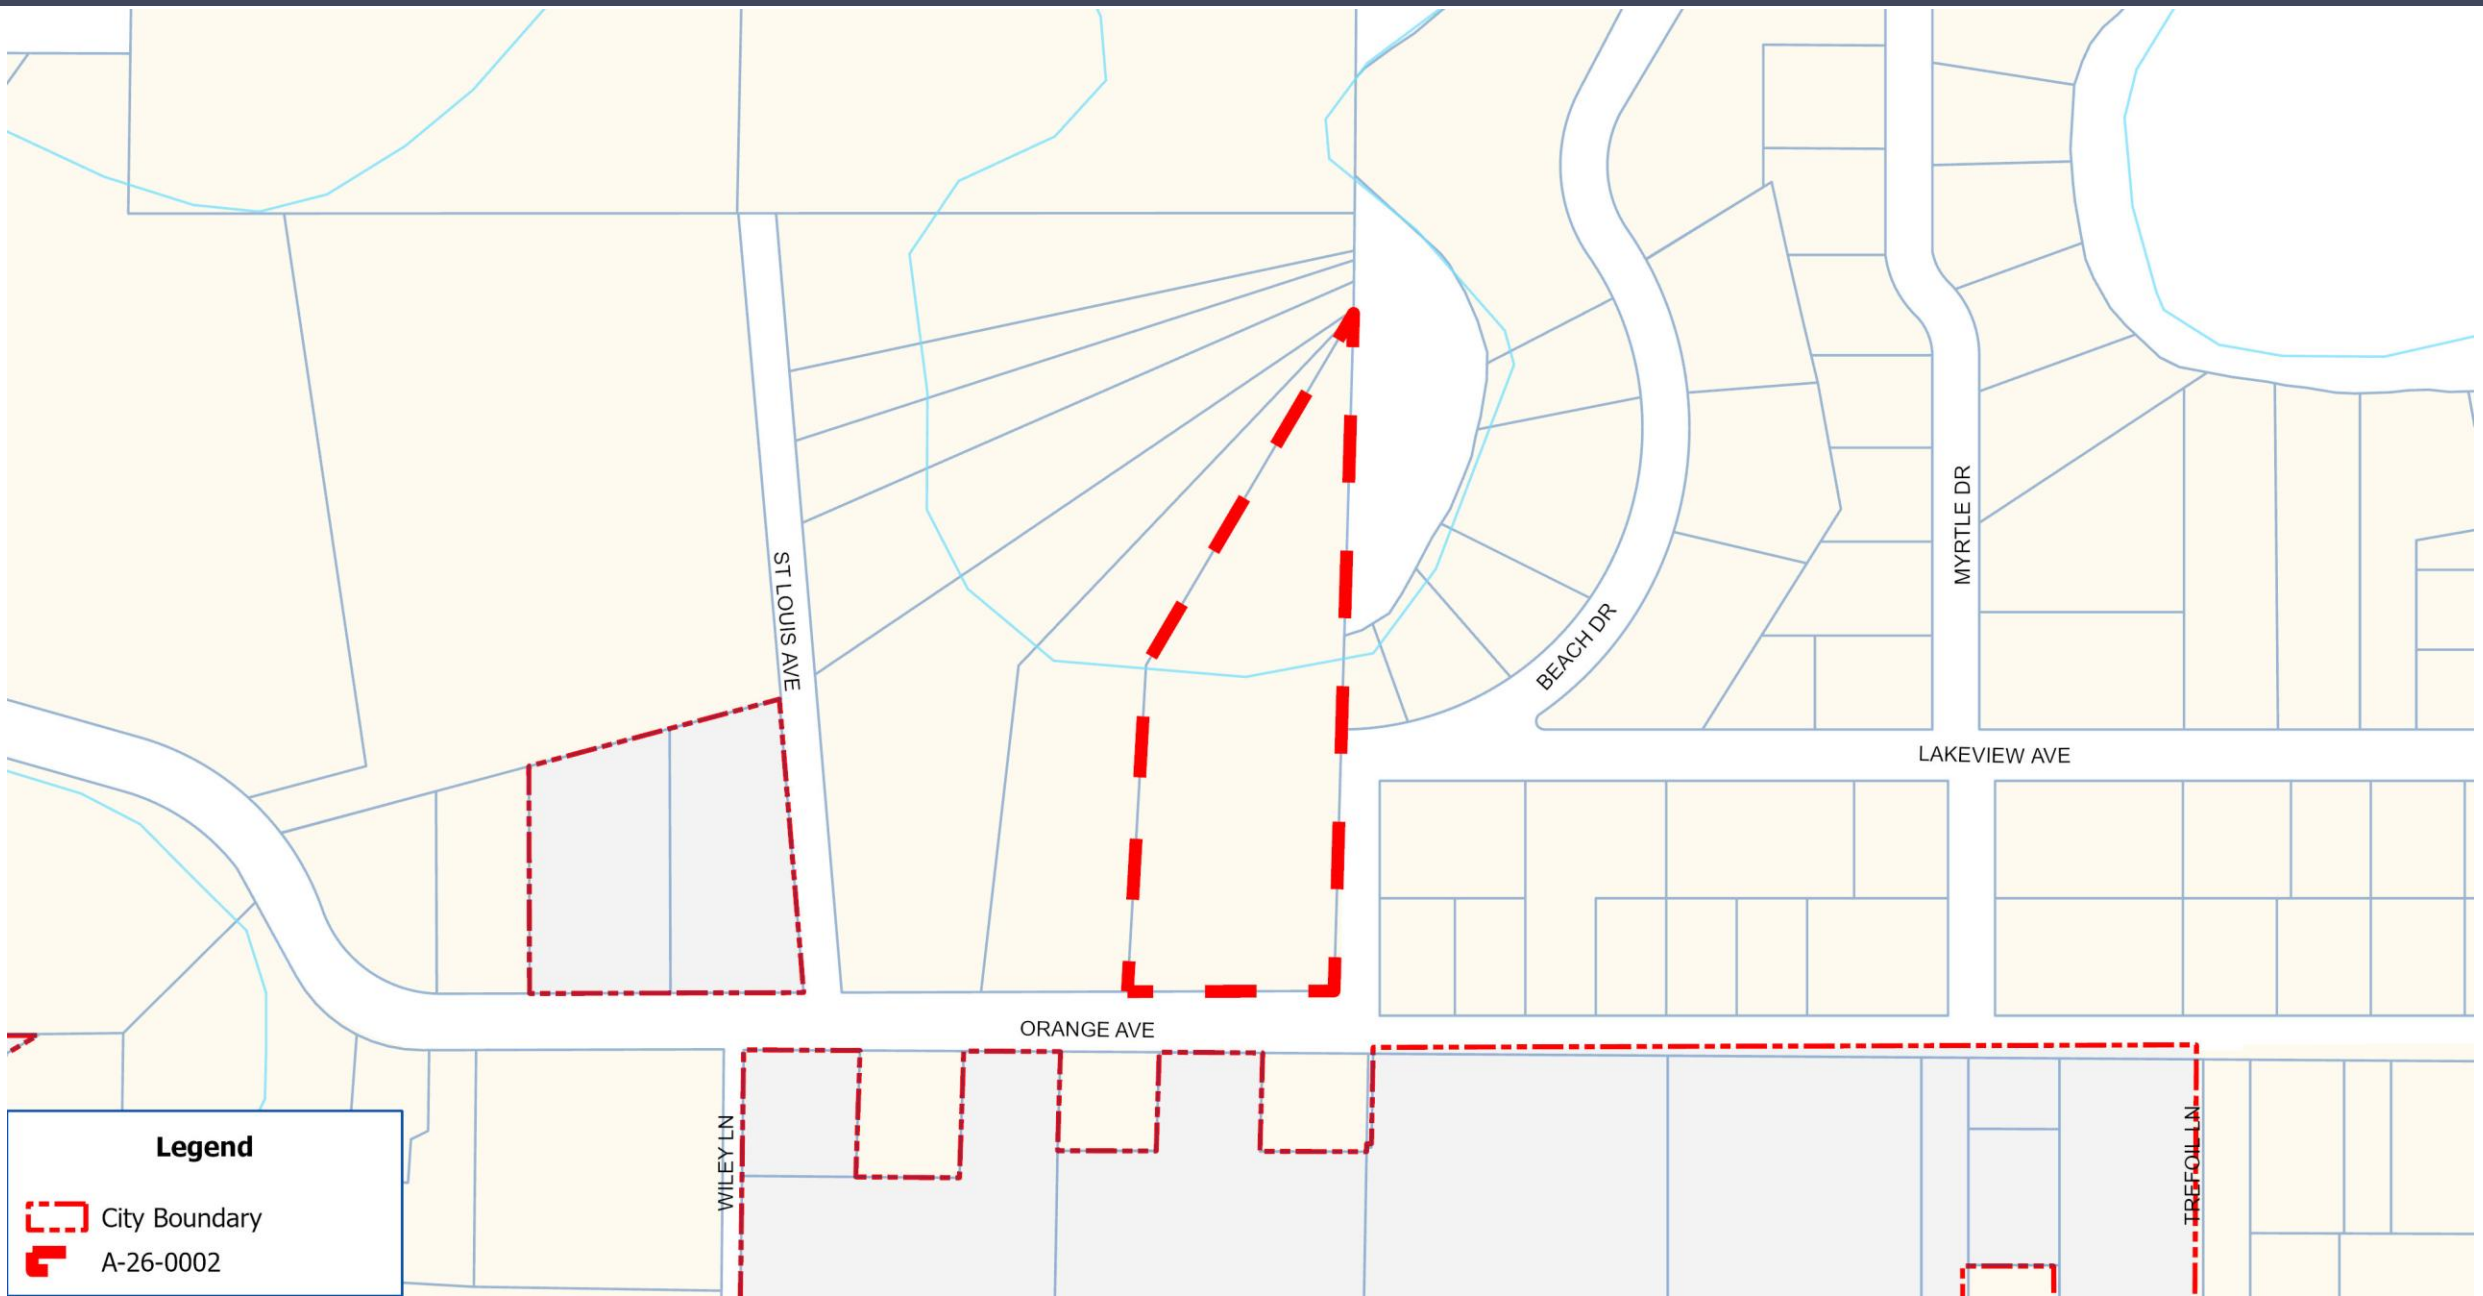 ST LOUIS AVE
MYRTLE DR
BEACH DR
LAKEVIEW AVE
ORANGE AVE
WILEY LN
TREFOIL LN
Legend
City Boundary
A-26-0002